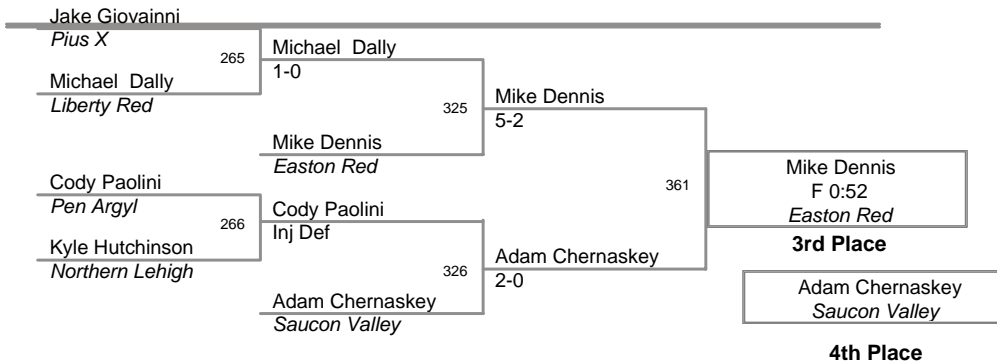 Jake Giovainni
Pius X
265
Michael Dally
1-0
Michael Dally
Liberty Red
325
Mike Dennis
5-2
Mike Dennis
Easton Red
361
Mike Dennis
F 0:52
Easton Red
3rd Place
Cody Paolini
Pen Argyl
266
Cody Paolini
Inj Def
Kyle Hutchinson
Northern Lehigh
326
Adam Chernaskey
2-0
Adam Chernaskey
Saucon Valley
Adam Chernaskey
Saucon Valley
4th Place